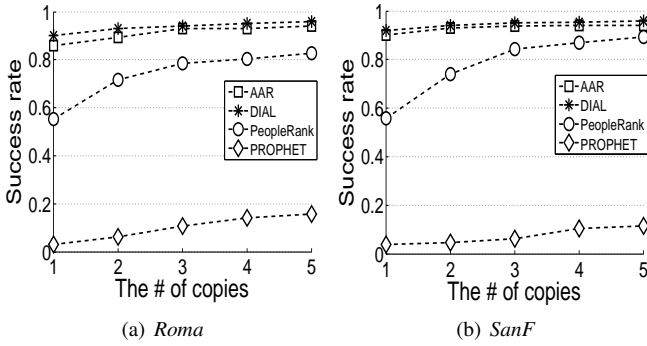 1
0.8
0.6
0.4
0.2
0
Success rate
AAR
DIAL
PeopleRank
PROPHET
1 2 3 4 5
The # of copies
(a) Roma
1
0.8
0.6
0.4
0.2
0
Success rate
AAR
DIAL
PeopleRank
PROPHET
1 2 3 4 5
The # of copies
(b) SanF